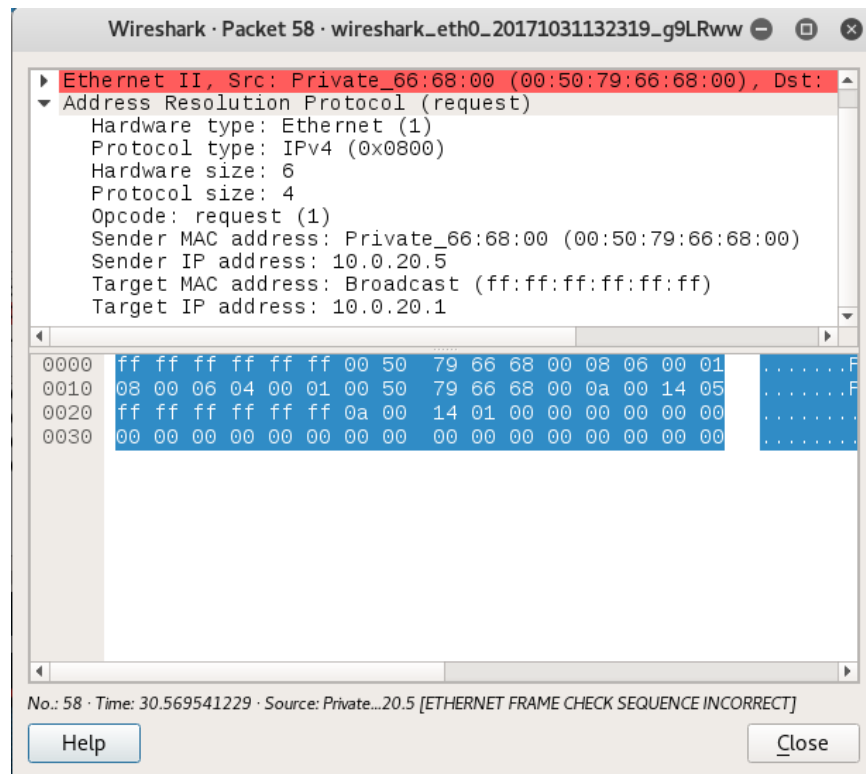 Wireshark · Packet 58 · wireshark_eth0_20171031132319_g9LRww
Ethernet II, Src: Private_66:68:00 (00:50:79:66:68:00), Dst:
Address Resolution Protocol (request)
Hardware type: Ethernet (1)
Protocol type: IPv4 (0x0800)
Hardware size: 6
Protocol size: 4
Opcode: request (1)
Sender MAC address: Private_66:68:00 (00:50:79:66:68:00)
Sender IP address: 10.0.20.5
Target MAC address: Broadcast (ff:ff:ff:ff:ff:ff)
Target IP address: 10.0.20.1
0000 ff ff ff ff ff ff 00 50 79 66 68 00 08 06 00 01 .......P
0010 08 00 06 04 00 01 00 50 79 66 68 00 0a 00 14 05 .......P
0020 ff ff ff ff ff ff 0a 00 14 01 00 00 00 00 00 00 ........
0030 00 00 00 00 00 00 00 00 00 00 00 00 00 00 00 00 ........
No.: 58 · Time: 30.569541229 · Source: Private...20.5 [ETHERNET FRAME CHECK SEQUENCE INCORRECT]
Help
Close